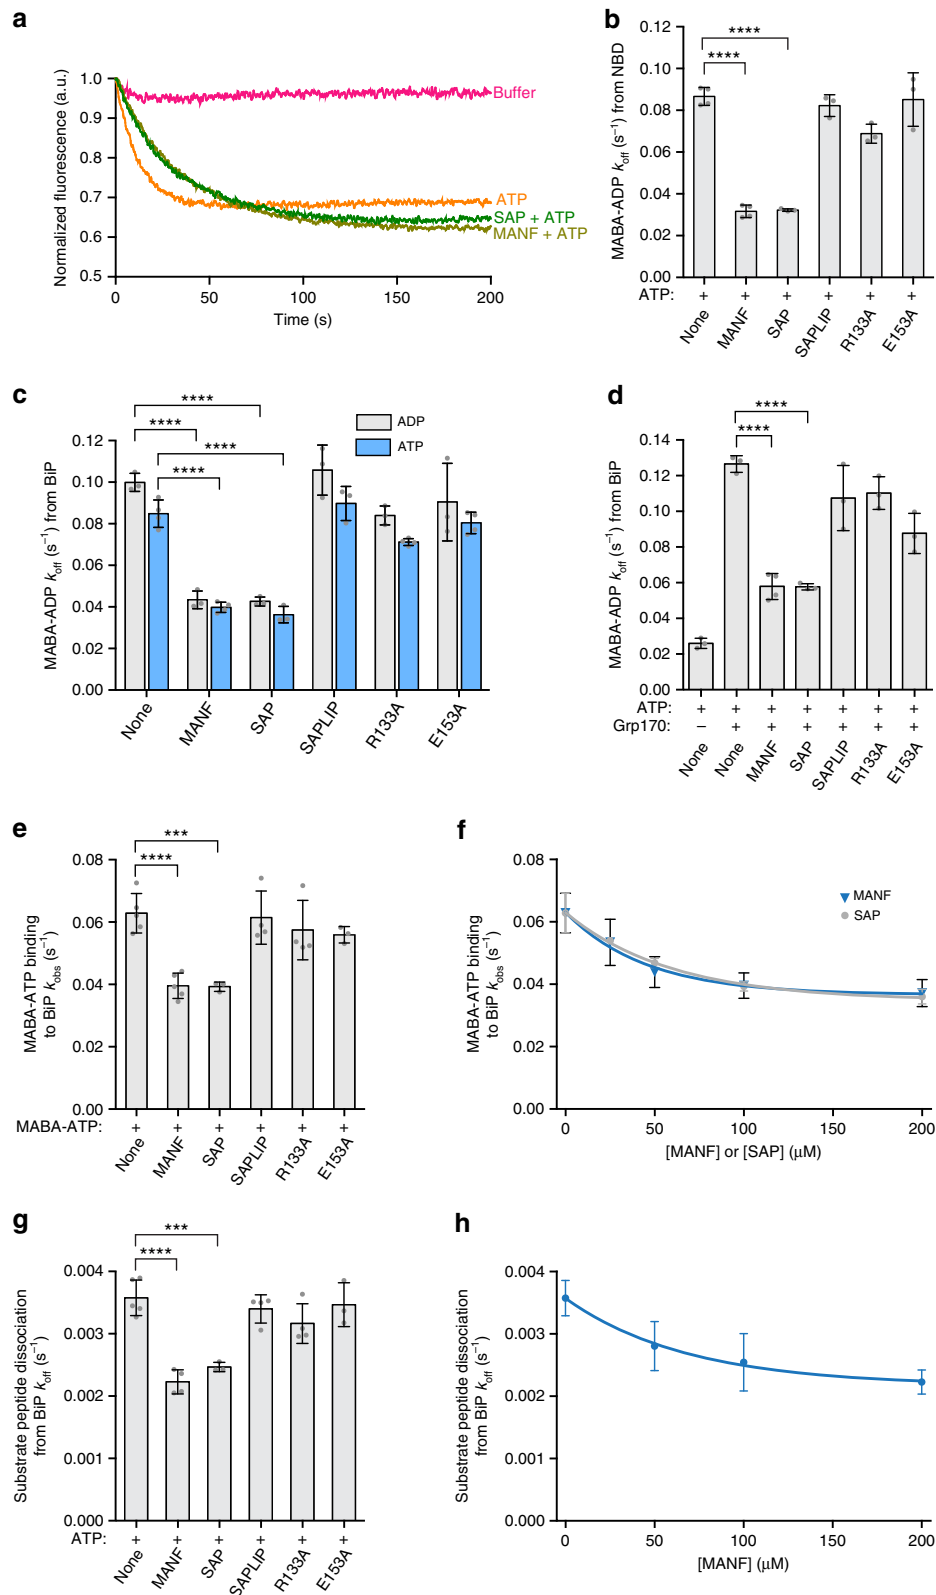 a
Normalized fluorescence (a.u.)
1.0
0.9
0.8
0.7
0.6
0.5
Buffer
ATP
SAP + ATP
MANF + ATP
0
50
100
150
200
Time (s)
b
MABA-ADP koff (s−1) from NBD
0.12
0.10
0.08
0.06
0.04
0.02
0.00
****
****
ATP: + + + + + +
None
MANF
SAP
SAPLIP
R133A
E153A
c
MABA-ADP koff (s−1) from BiP
0.12
0.10
0.08
0.06
0.04
0.02
0.00
****
****
****
****
ADP
ATP
None
MANF
SAP
SAPLIP
R133A
E153A
d
MABA-ADP koff (s−1) from BiP
0.14
0.12
0.10
0.08
0.06
0.04
0.02
0.00
****
****
ATP: + + + + + + +
Grp170: − + + + + + +
None
None
MANF
SAP
SAPLIP
R133A
E153A
e
MABA-ATP binding
to BiP kobs (s−1)
0.08
0.06
0.04
0.02
0.00
***
****
MABA-ATP: + + + + + +
None
MANF
SAP
SAPLIP
R133A
E153A
f
MABA-ATP binding
to BiP kobs (s−1)
0.08
0.06
0.04
0.02
0.00
MANF
SAP
0
50
100
200
[MANF] or [SAP] (μM)
g
Substrate peptide dissociation
from BiP koff (s−1)
0.004
0.003
0.002
0.001
0.000
***
****
ATP: + + + + + +
None
MANF
SAP
SAPLIP
R133A
E153A
h
Substrate peptide dissociation
from BiP koff (s−1)
0.004
0.003
0.002
0.001
0.000
0
50
100
200
[MANF] (μM)